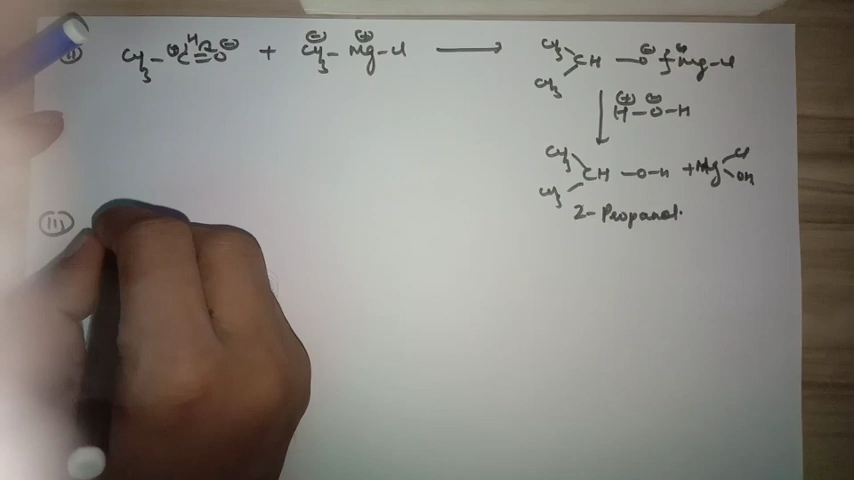 ii) CH3 – C⊕ H = O⊖ + CH3⊖ – Mg⊕ – Cl ⟶ CH3 CH3 CH – O⊖ Mg⊕ – Cl
H⊕ – O⊖ – H
CH3 CH3 CH – O – H + Mg Cl OH
2 – Propanol.
iii)